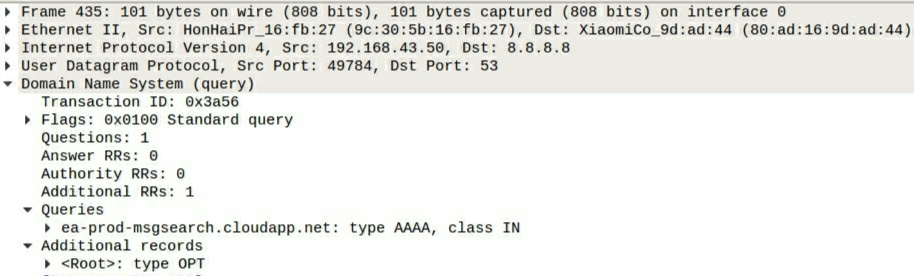 Frame 435: 101 bytes on wire (808 bits), 101 bytes captured (808 bits) on interface 0
Ethernet II, Src: HonHaiPr_16:fb:27 (9c:30:5b:16:fb:27), Dst: XiaomiCo_9d:ad:44 (80:ad:16:9d:ad:44)
Internet Protocol Version 4, Src: 192.168.43.50, Dst: 8.8.8.8
User Datagram Protocol, Src Port: 49784, Dst Port: 53
Domain Name System (query)
Transaction ID: 0x3a56
Flags: 0x0100 Standard query
Questions: 1
Answer RRs: 0
Authority RRs: 0
Additional RRs: 1
Queries
ea-prod-msgsearch.cloudapp.net: type AAAA, class IN
Additional records
<Root>: type OPT